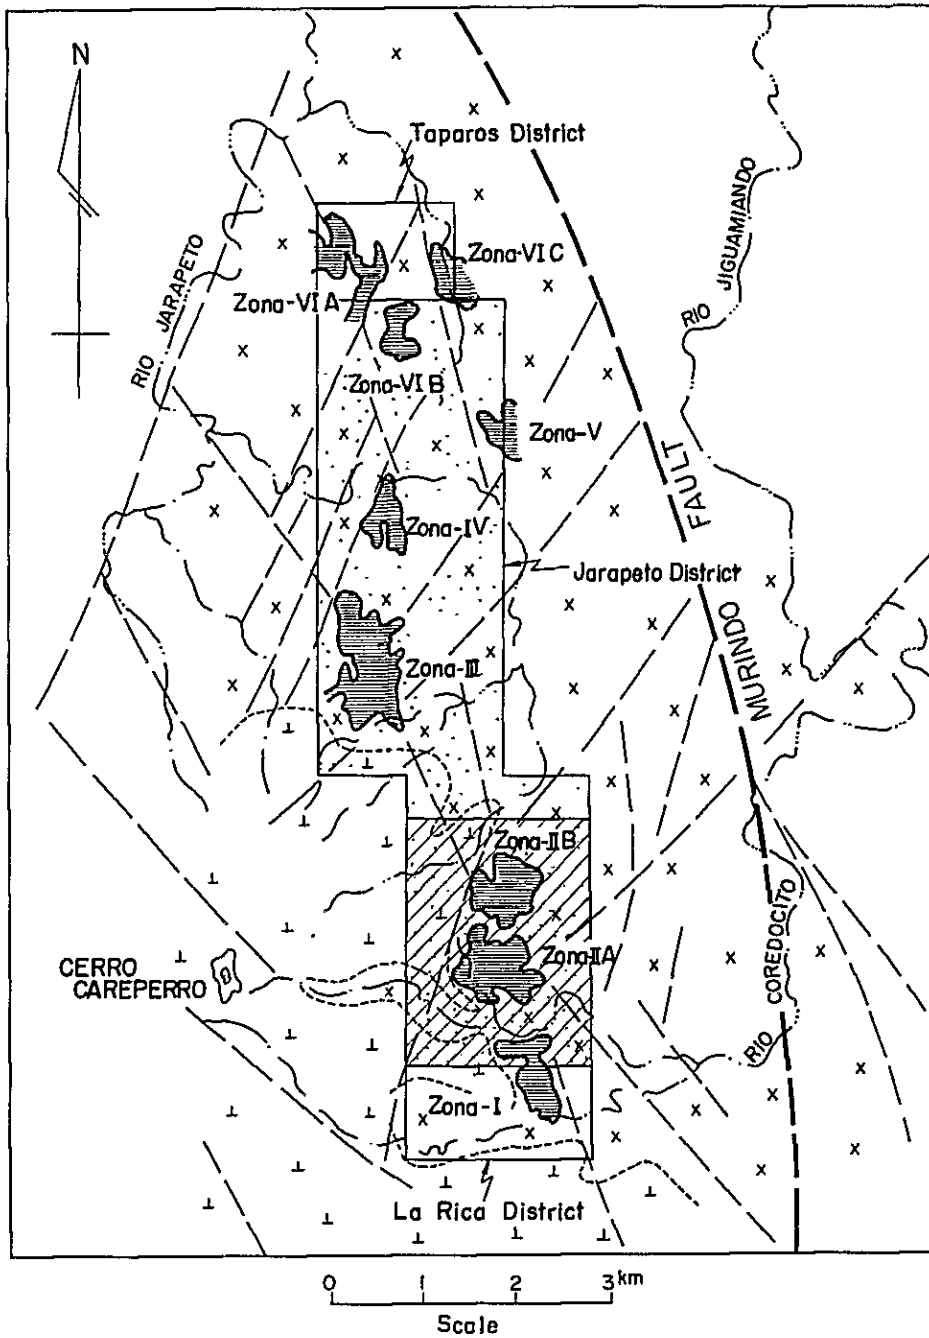 N
Taparos District
Zona-VI C
Zona-VI A
RIO JARAPETO
RIO JIGUAMIANDO
Zona-VI B
Zona-V
MURINDO FAULT
Zona-IV
Jarapeto District
Zona-III
Zona-IIB
Zona-IIA
CERRO
CAREPERRO
RIO COREDOCITO
Zona-I
La Rica District
0 1 2 3 km
Scale